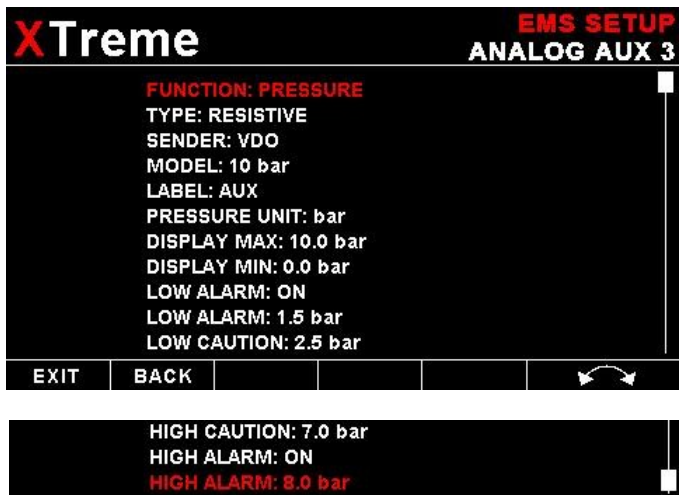 XTreme
EMS SETUP
ANALOG AUX 3
FUNCTION: PRESSURE
TYPE: RESISTIVE
SENDER: VDO
MODEL: 10 bar
LABEL: AUX
PRESSURE UNIT: bar
DISPLAY MAX: 10.0 bar
DISPLAY MIN: 0.0 bar
LOW ALARM: ON
LOW ALARM: 1.5 bar
LOW CAUTION: 2.5 bar
EXIT BACK
HIGH CAUTION: 7.0 bar
HIGH ALARM: ON
HIGH ALARM: 8.0 bar